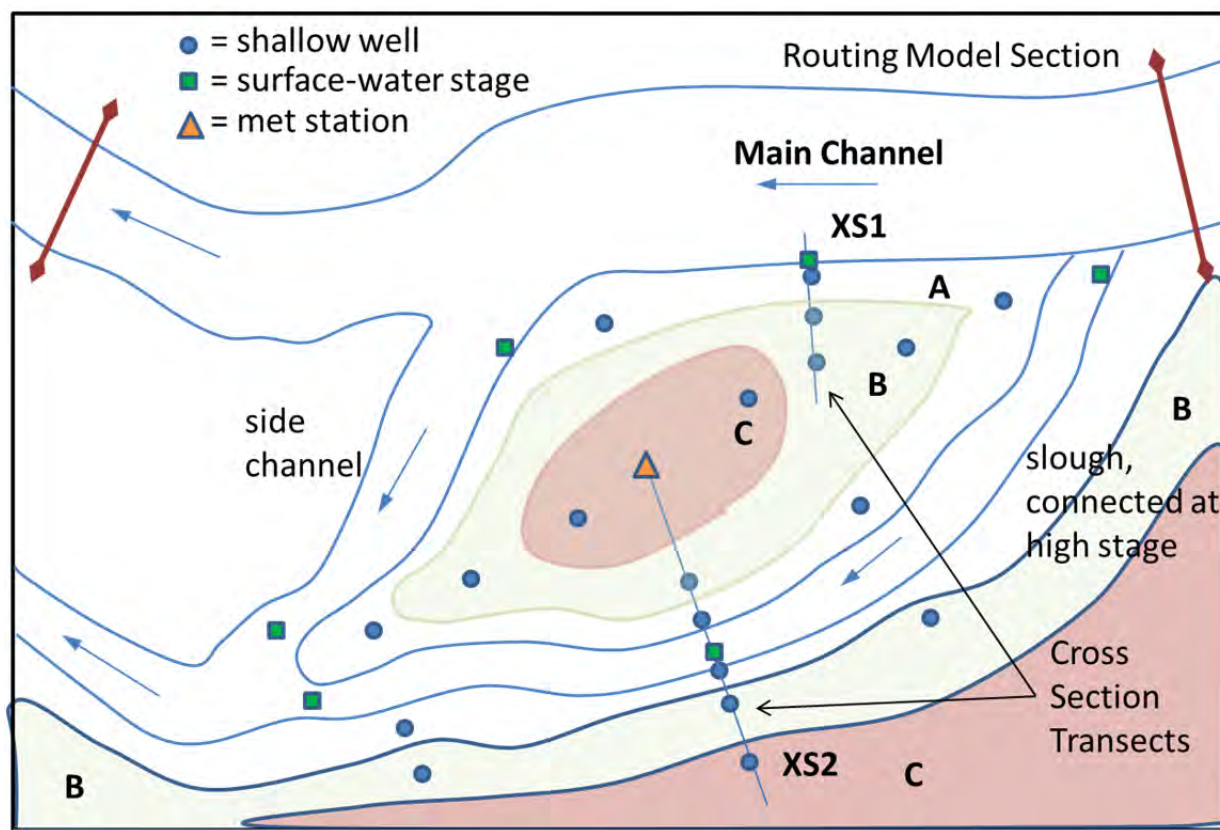 = shallow well
= surface-water stage
= met station
Routing Model Section
Main Channel
XS1
A
B
C
B
side
channel
slough,
connected at
high stage
Cross
Section
Transects
XS2
C
B